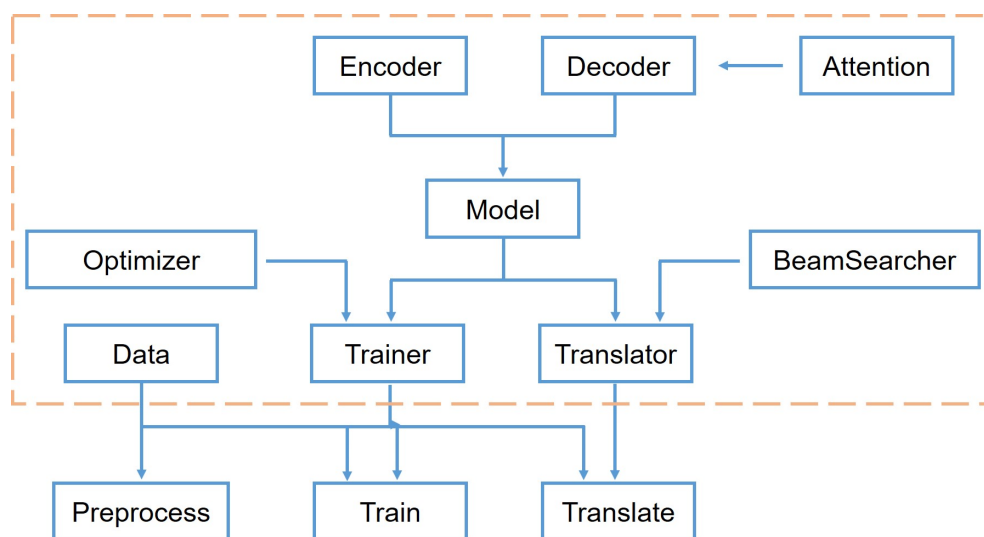 Encoder
Decoder
Attention
Model
Optimizer
BeamSearcher
Data
Trainer
Translator
Preprocess
Train
Translate